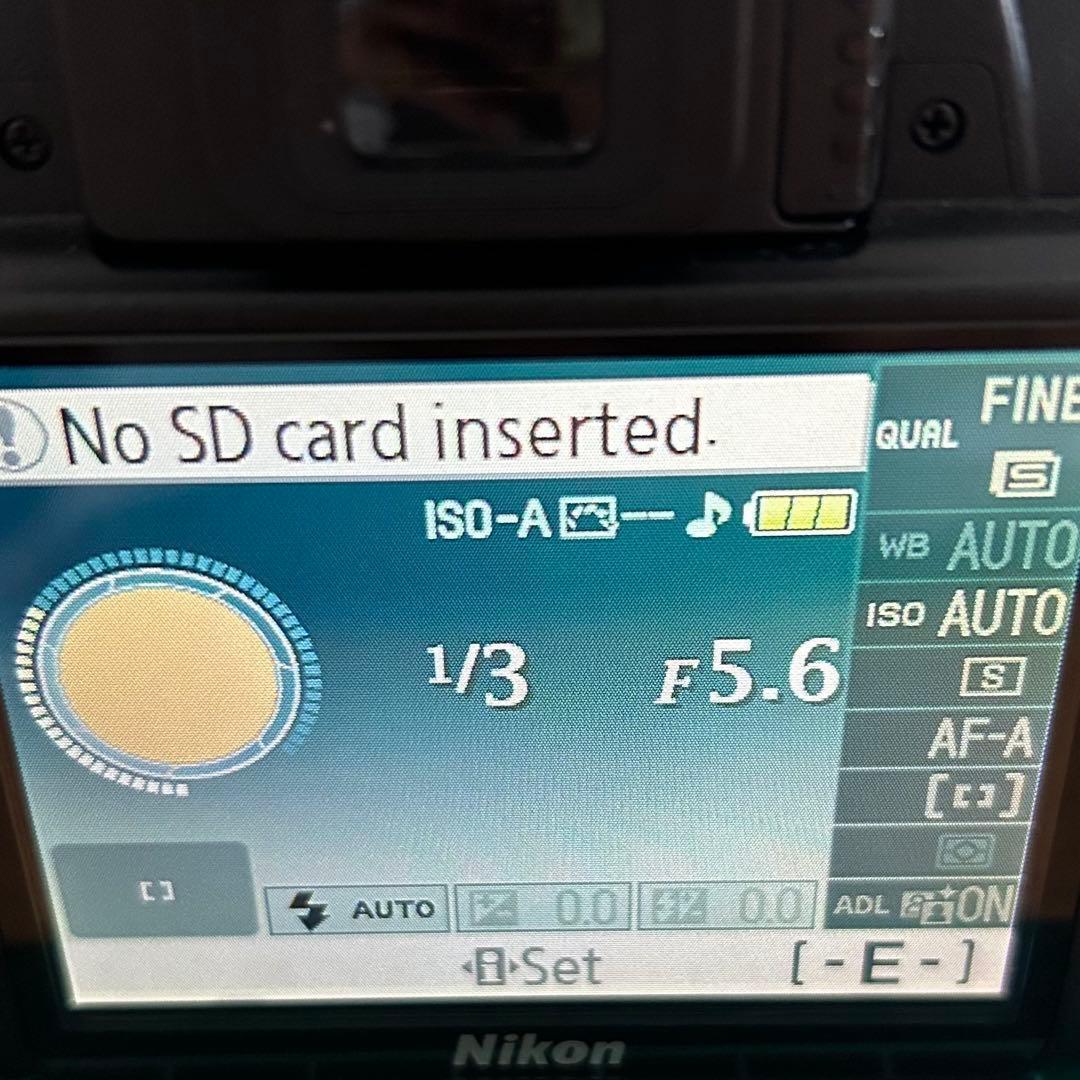 No SD card inserted.
QUAL FINE
S
ISO-A -- 
WB AUTO
ISO AUTO
1/3 F5.6
S
AF-A
[[ ]]
[ ]
AUTO 0.0 0.0
ADL ON
Set [-E-]
Nikon